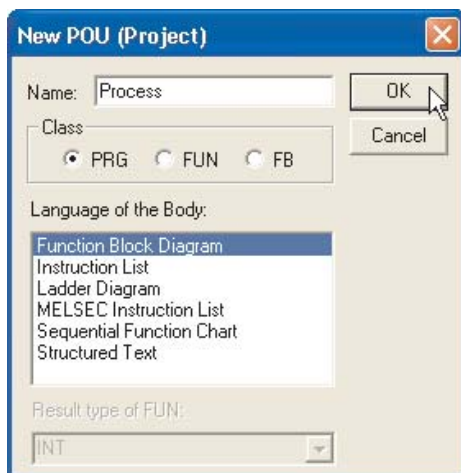 New POU (Project)
Name: Process
OK
Class
Cancel
PRG FUN FB
Language of the Body:
Function Block Diagram
Instruction List
Ladder Diagram
MELSEC Instruction List
Sequential Function Chart
Structured Text
Result type of FUN:
INT